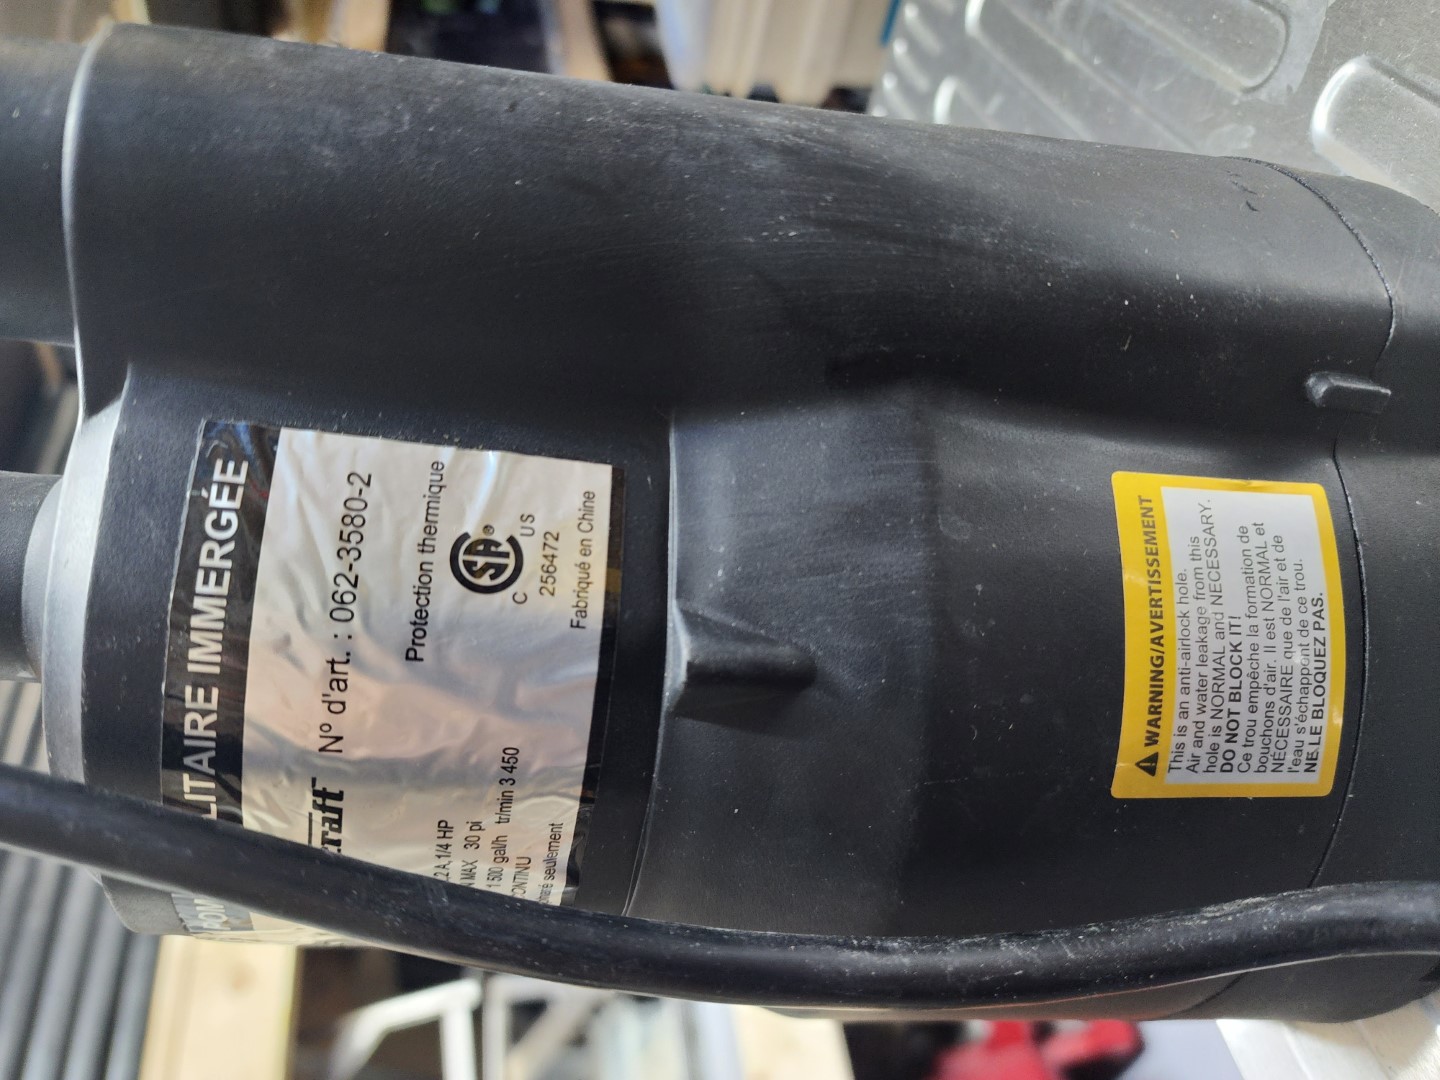 POM LITAIRE IMMERGÉE
craft Nº d'art. : 062-3580-2
Protection thermique
,2 A, 1/4 HP
MAX 30 pi
1 500 gal/h tr/min 3 450
CONTINU
seulement
SA®
C US
256472
Fabriqué en Chine
WARNING/AVERTISSEMENT
This is an anti-airlock hole.
Air and water leakage from this
hole is NORMAL and NECESSARY.
DO NOT BLOCK IT!
Ce trou empêche la formation de
bouchons d'air. Il est NORMAL et
NÉCESSAIRE que de l'air et de
l'eau s'échappent de ce trou.
NE LE BLOQUEZ PAS.